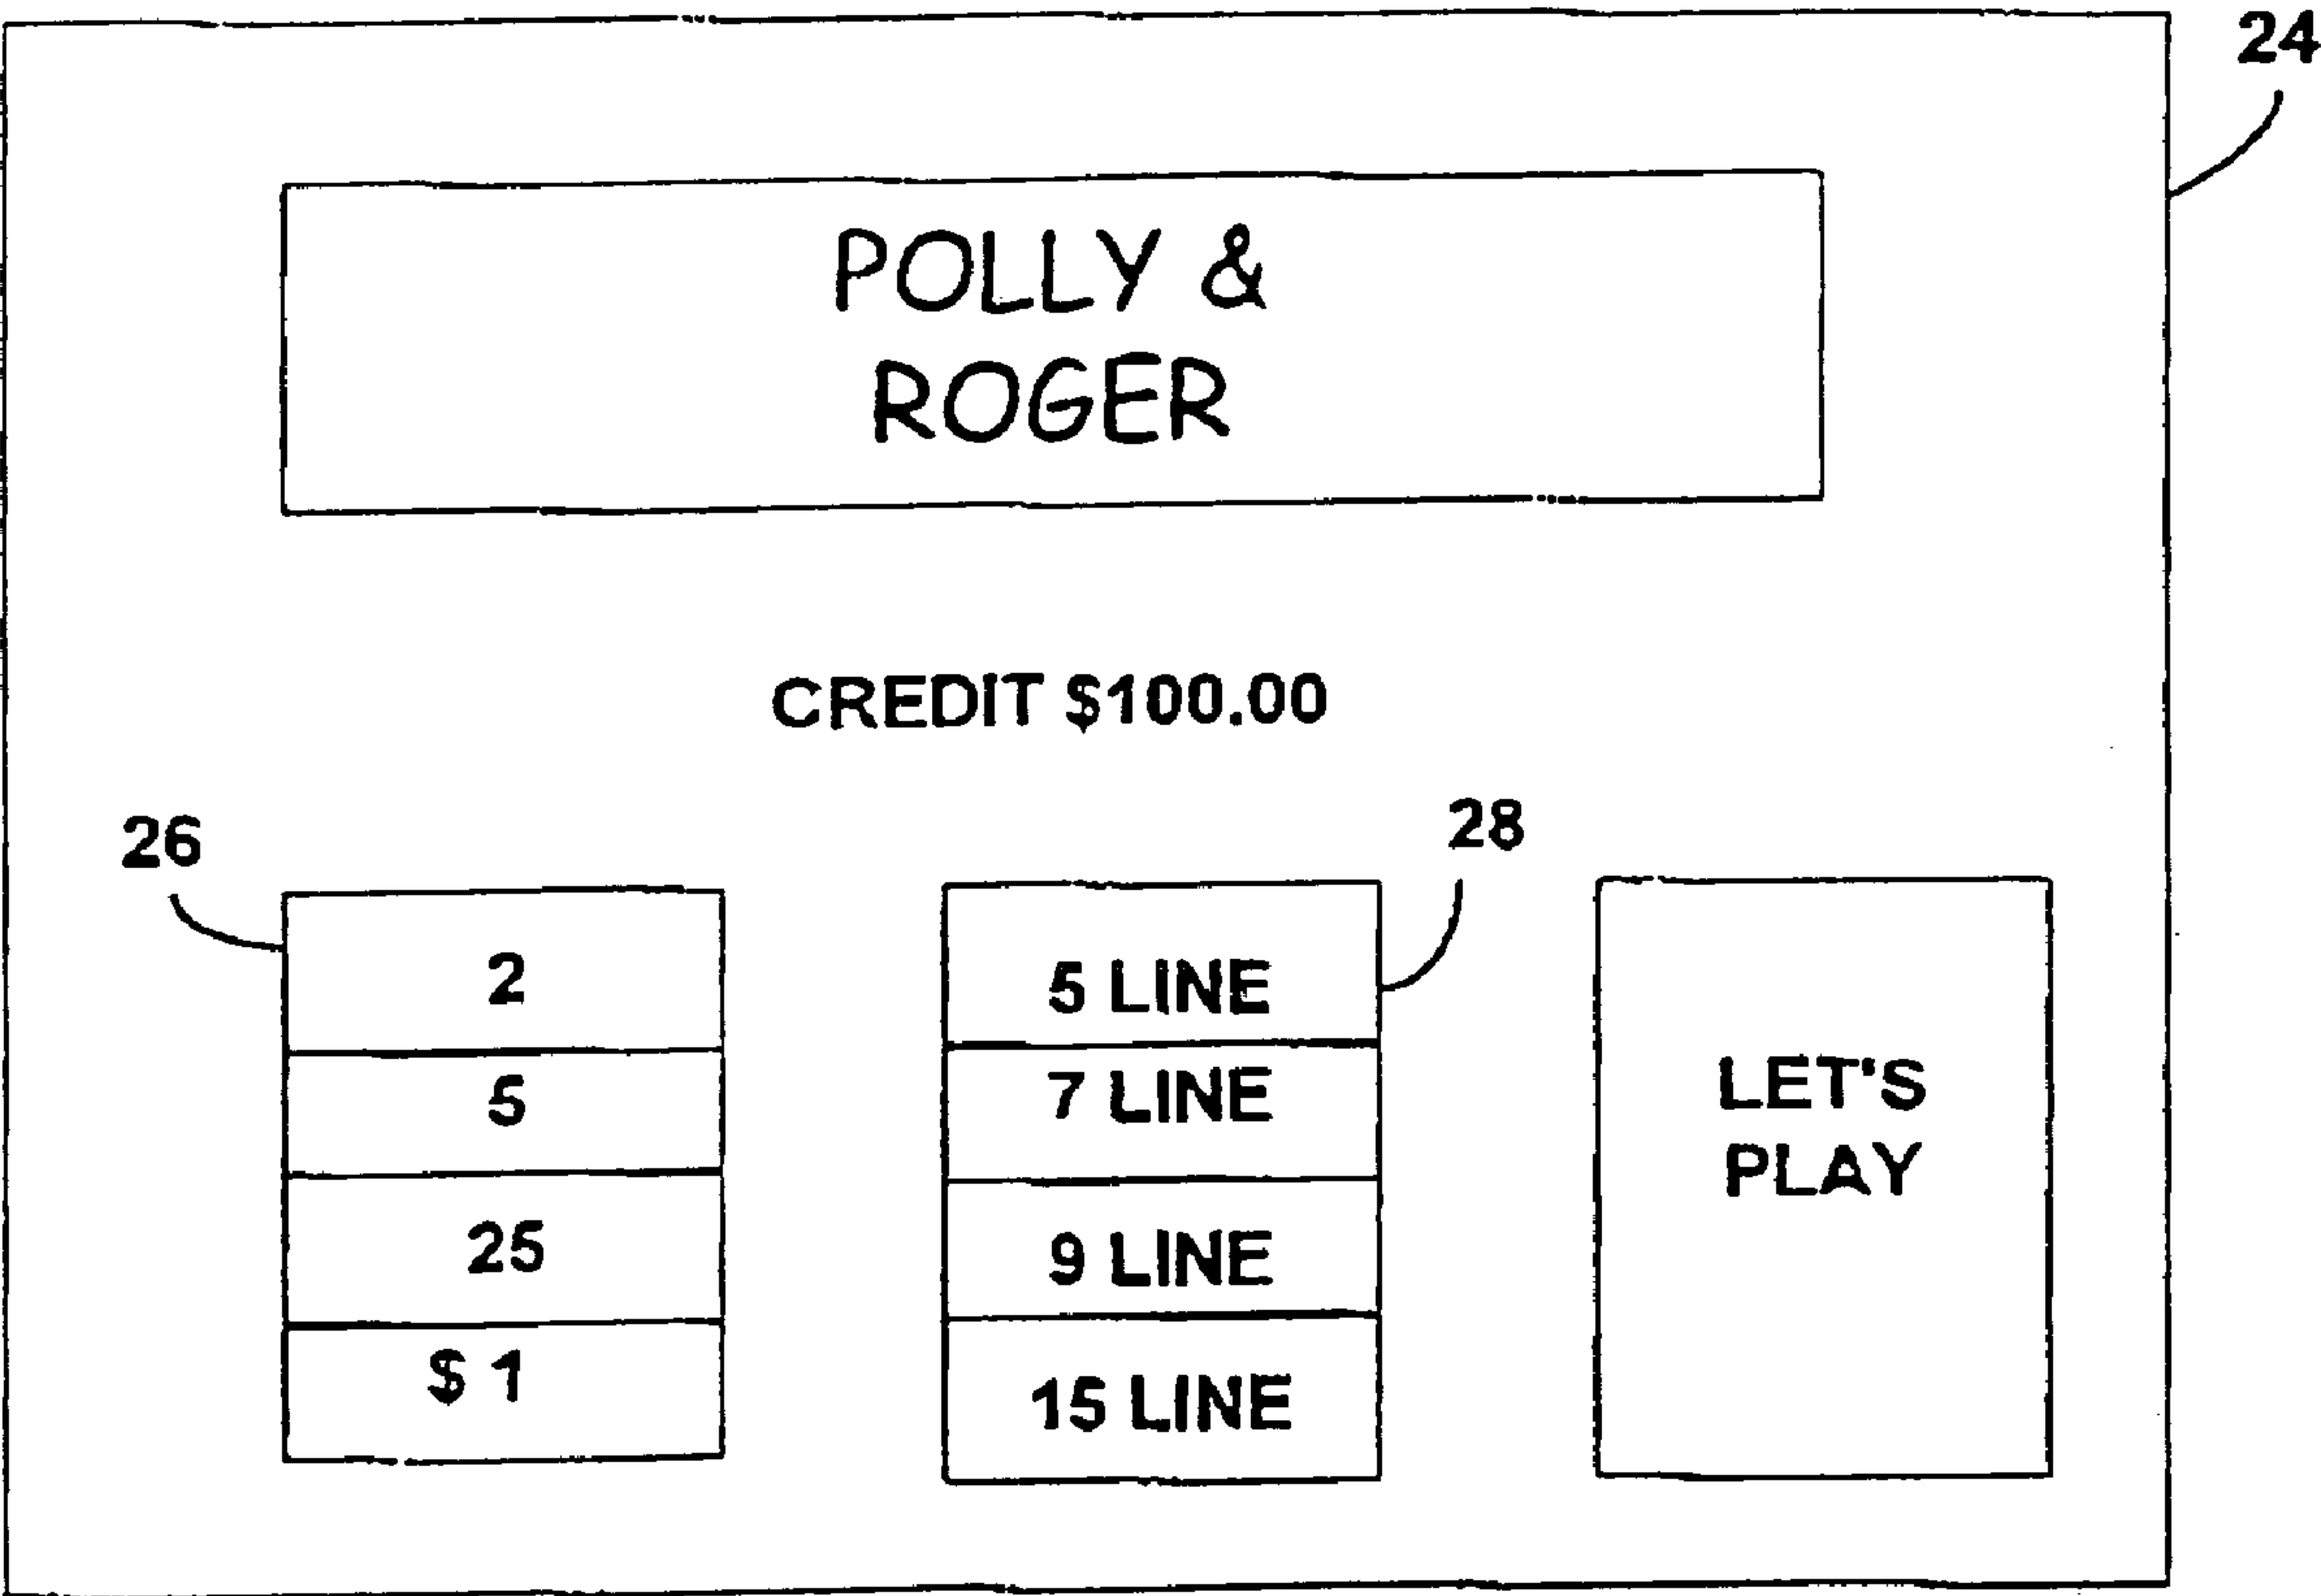 24
POLLY &
ROGER
CREDIT $100.00
26
28
2
5
25
$ 1
5 LINE
7 LINE
9 LINE
15 LINE
LET'S
PLAY